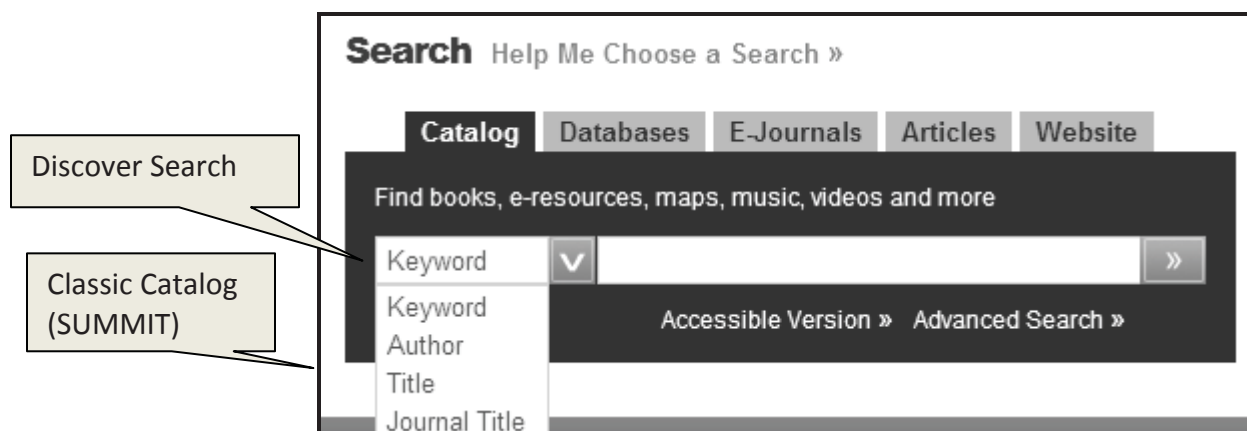 Search Help Me Choose a Search »
Catalog Databases E-Journals Articles Website
Discover Search
Find books, e-resources, maps, music, videos and more
Keyword
»
Classic Catalog
(SUMMIT)
Keyword
Accessible Version » Advanced Search »
Author
Title
Journal Title